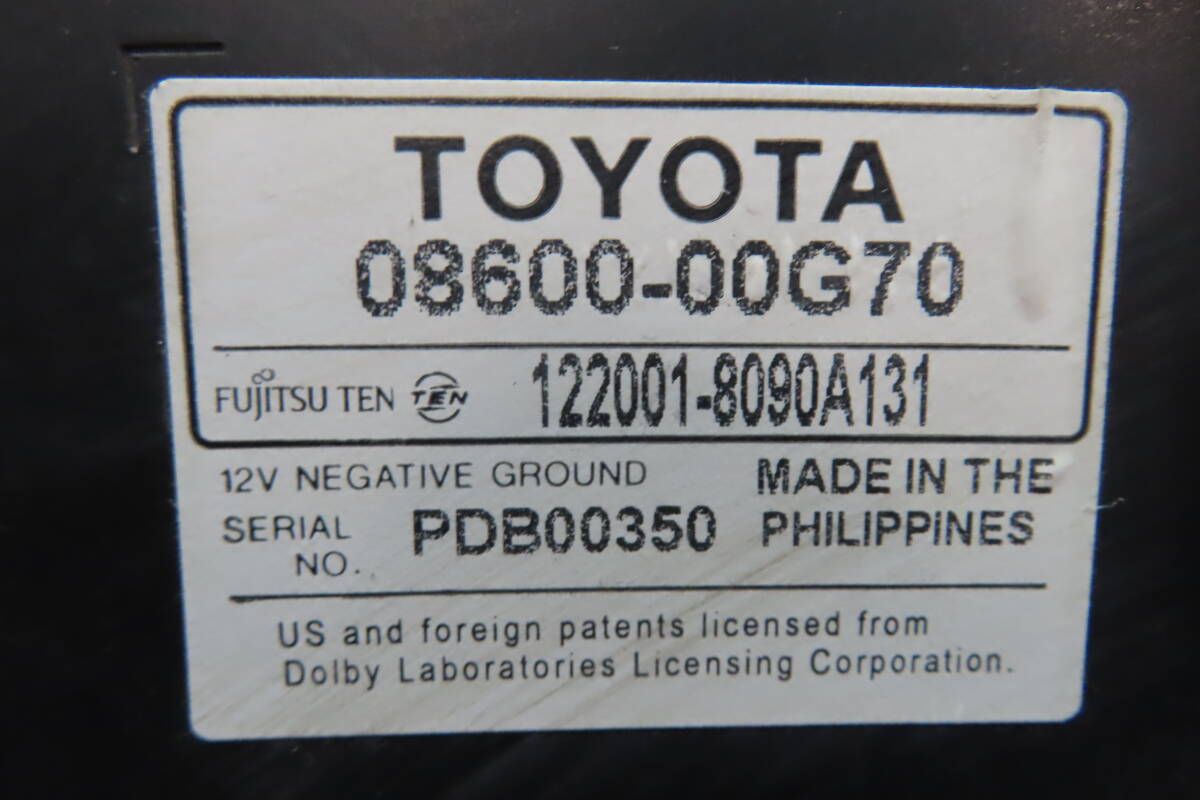 TOYOTA
08600-00G70
FUJITSU TEN TEN 122001-8090A131
12V NEGATIVE GROUND MADE IN THE
SERIAL PDB00350 PHILIPPINES
NO.
US and foreign patents licensed from
Dolby Laboratories Licensing Corporation.